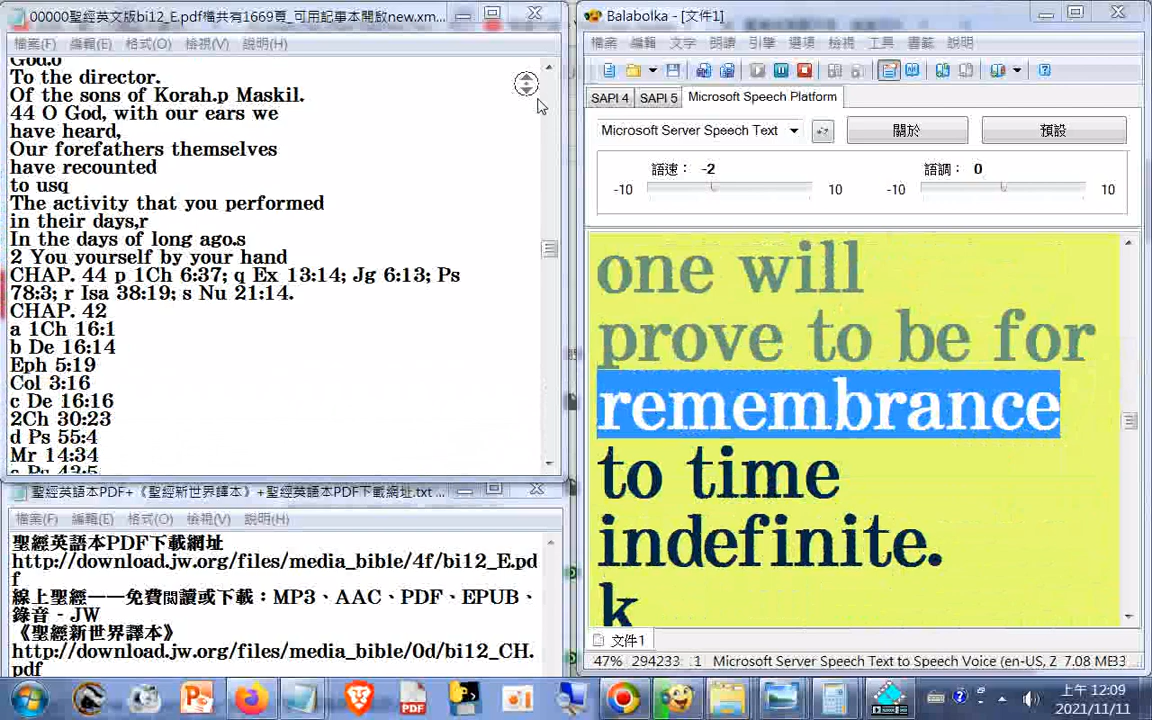 00000聖經英文版bi12_E.pdf檔共有1669頁_可用記事本開啟new.xm...
檔案(F) 編輯(E) 格式(O) 檢視(V) 說明(H)
God.o
To the director.
Of the sons of Korah.p Maskil.
44 O God, with our ears we
have heard,
Our forefathers themselves
have recounted
to usq
The activity that you performed
in their days,r
In the days of long ago.s
2 You yourself by your hand
CHAP. 44 p 1Ch 6:37; q Ex 13:14; Jg 6:13; Ps
78:3; r Isa 38:19; s Nu 21:14.
CHAP. 42
a 1Ch 16:1
b De 16:14
Eph 5:19
Col 3:16
c De 16:16
2Ch 30:23
d Ps 55:4
Mr 14:34
e Ps 43:5
聖經英語本PDF+《聖經新世界譯本》+聖經英語本PDF下載網址.txt ...
檔案(F) 編輯(E) 格式(O) 檢視(V) 說明(H)
聖經英語本PDF下載網址
http://download.jw.org/files/media_bible/4f/bi12_E.pd
f
線上聖經——免費閱讀或下載：MP3、AAC、PDF、EPUB、
錄音 - JW
《聖經新世界譯本》
http://download.jw.org/files/media_bible/0d/bi12_CH.
pdf
Balabolka - [文件1]
檔案 編輯 文字 朗讀 引擎 選項 檢視 工具 書籤 說明
SAPI 4 SAPI 5 Microsoft Speech Platform
Microsoft Server Speech Text 關於 預設
語速： -2 語調： 0
-10 10 -10 10
one will
prove to be for
remembrance
to time
indefinite.
k
文件1
47% 294233 :1 Microsoft Server Speech Text to Speech Voice (en-US, Z 7.08 MB
上午 12:09
2021/11/11